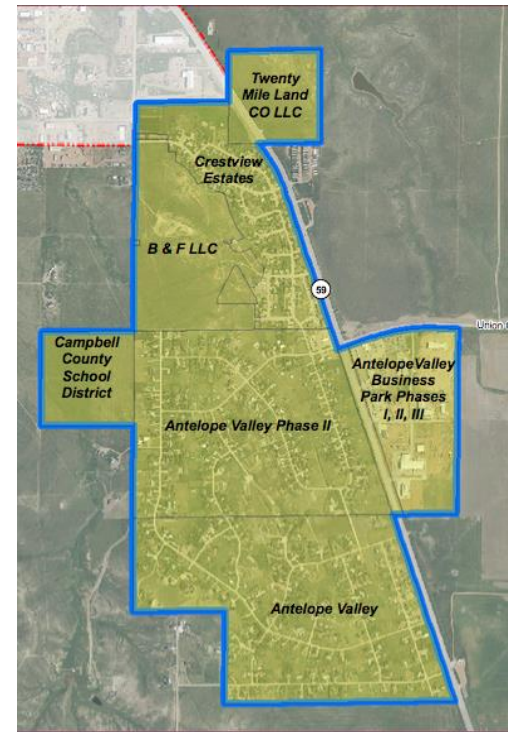 Twenty
Mile Land
CO LLC
Crestview
Estates
B & F LLC
59
Union
Campbell
County
School
District
AntelopeValley
Business
Park Phases
I, II, III
Antelope Valley Phase II
Antelope Valley